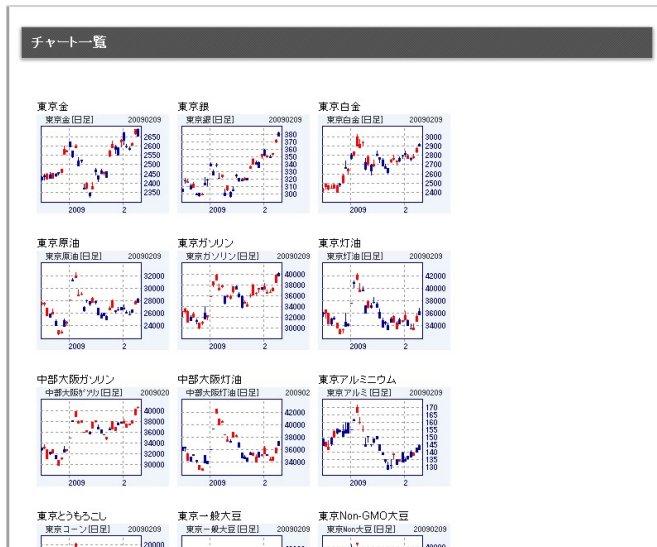 チャート一覧
東京金
東京銀
東京白金
東京金[日足] 20090209
東京銀[日足] 20090209
東京白金[日足] 20090209
2650
2600
2550
2500
2450
2400
2350
2009 2
380
370
360
350
340
330
320
310
300
2009 2
3000
2900
2800
2700
2600
2500
2400
2009 2
東京原油
東京ガソリン
東京灯油
東京原油[日足] 20090209
東京ガソリン[日足] 20090209
東京灯油[日足] 20090209
32000
30000
28000
26000
24000
2009 2
40000
38000
36000
34000
32000
30000
2009 2
42000
40000
38000
36000
34000
2009 2
中部大阪ガソリン
中部大阪灯油
東京アルミニウム
中部大阪ガソリン[日足] 2009020
中部大阪灯油[日足] 200902
東京アルミ[日足] 20090209
40000
38000
36000
34000
32000
30000
2009 2
42000
40000
38000
36000
34000
2009 2
170
165
160
155
150
145
140
135
130
2009 2
東京とうもろこし
東京一般大豆
東京Non-GMO大豆
東京コーン[日足] 20090209
東京一般大豆[日足] 20090209
東京Non大豆[日足] 20090209
20000